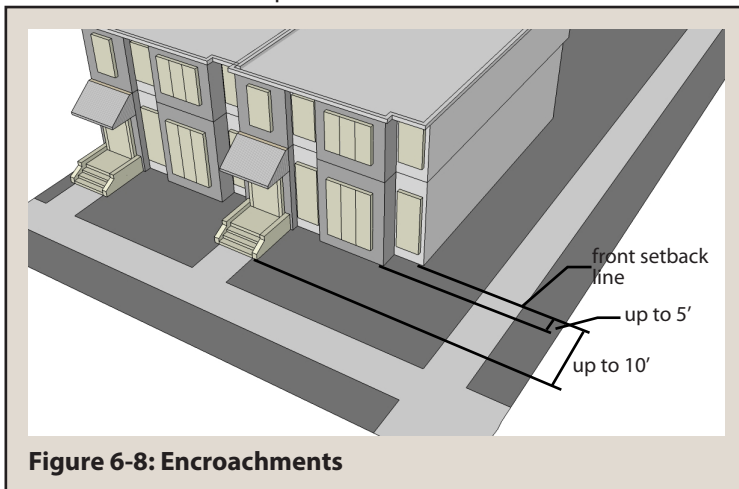 front setback
line
up to 5’
up to 10’
Figure 6-8: Encroachments